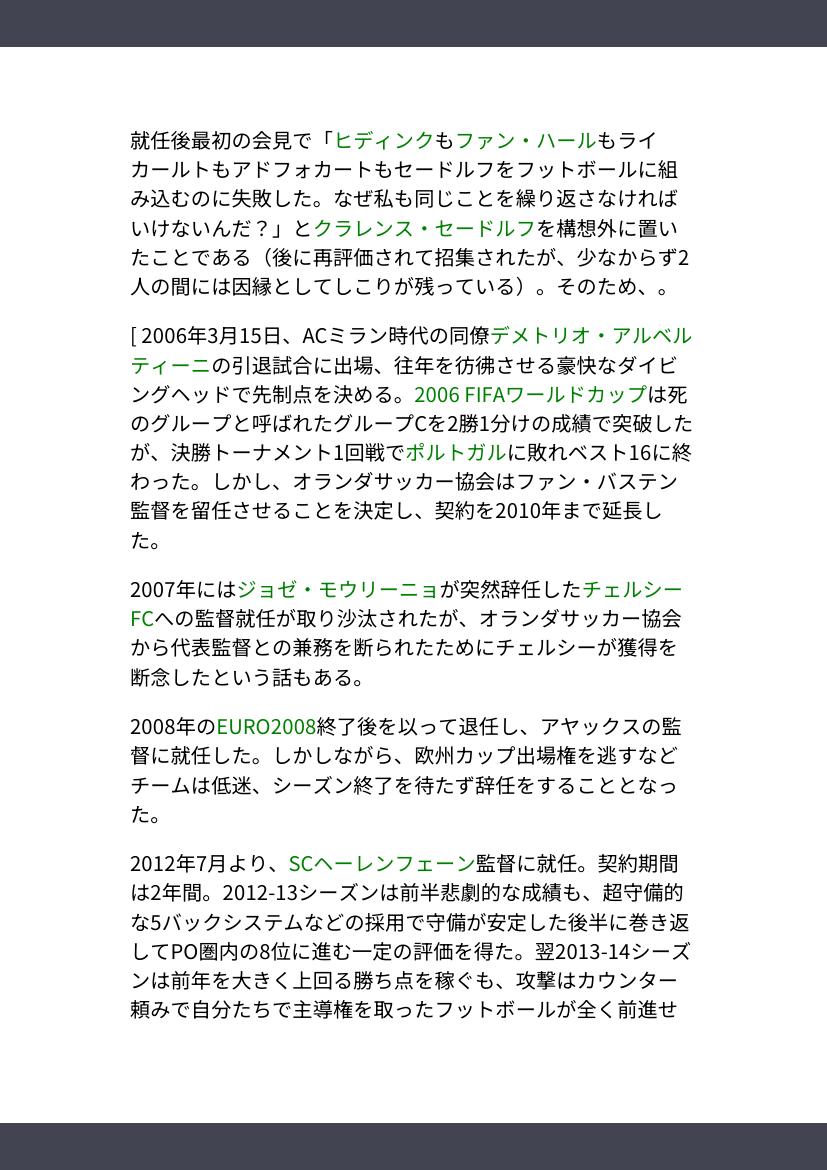 就任後最初の会見で「ヒディンクもファン・ハールもライ
カールトもアドフォカートもセードルフをフットボールに組
み込むのに失敗した。なぜ私も同じことを繰り返さなければ
いけないんだ？」とクラレンス・セードルフを構想外に置い
たことである（後に再評価されて招集されたが、少なからず2
人の間には因縁としてしこりが残っている）。そのため、。
[ 2006年3月15日、ACミラン時代の同僚デメトリオ・アルベル
ティーニの引退試合に出場、往年を彷彿させる豪快なダイビ
ングヘッドで先制点を決める。2006 FIFAワールドカップは死
のグループと呼ばれたグループCを2勝1分けの成績で突破した
が、決勝トーナメント1回戦でポルトガルに敗れベスト16に終
わった。しかし、オランダサッカー協会はファン・バステン
監督を留任させることを決定し、契約を2010年まで延長し
た。
2007年にはジョゼ・モウリーニョが突然辞任したチェルシー
FCへの監督就任が取り沙汰されたが、オランダサッカー協会
から代表監督との兼務を断られたためにチェルシーが獲得を
断念したという話もある。
2008年のEURO2008終了後を以って退任し、アヤックスの監
督に就任した。しかしながら、欧州カップ出場権を逃すなど
チームは低迷、シーズン終了を待たず辞任をすることとなっ
た。
2012年7月より、SCヘーレンフェーン監督に就任。契約期間
は2年間。2012-13シーズンは前半悲劇的な成績も、超守備的
な5バックシステムなどの採用で守備が安定した後半に巻き返
してPO圏内の8位に進む一定の評価を得た。翌2013-14シーズ
ンは前年を大きく上回る勝ち点を稼ぐも、攻撃はカウンター
頼みで自分たちで主導権を取ったフットボールが全く前進せ